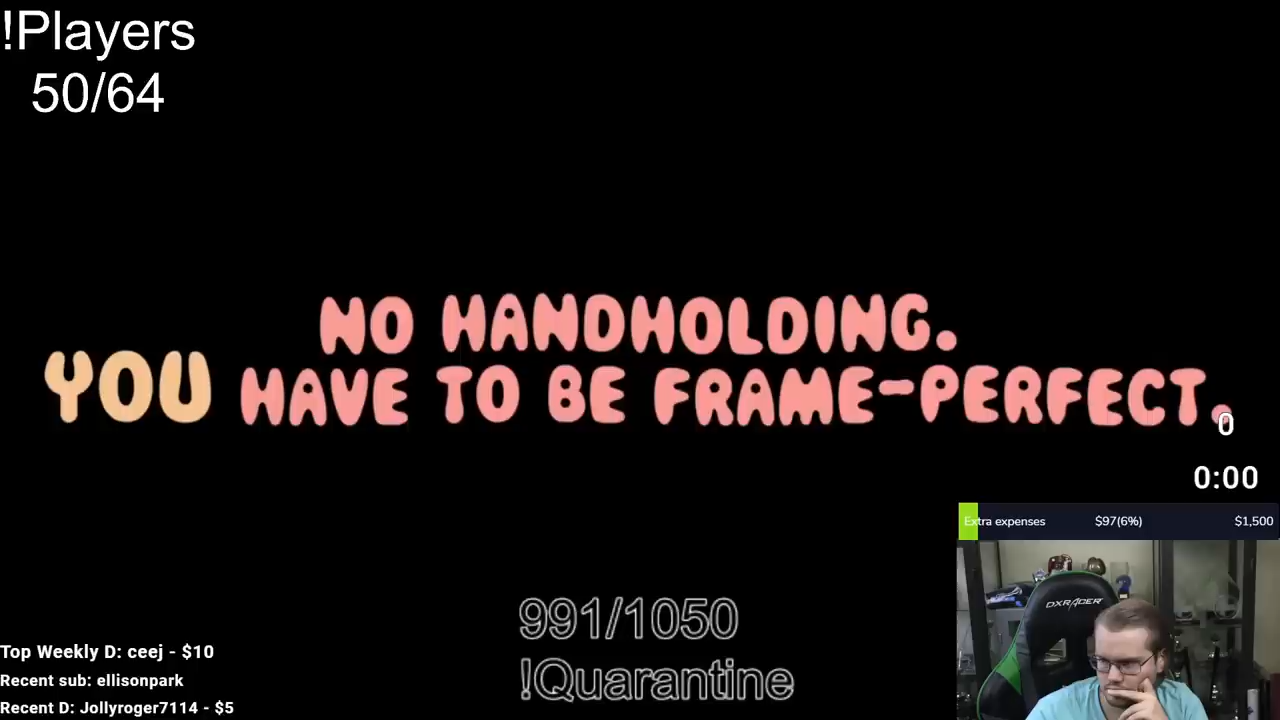 !Players
50/64
NO HANDHOLDING.
YOU HAVE TO BE FRAME-PERFECT.
0
0:00
Extra expenses $97(6%) $1,500
DXRACER
991/1050
!Quarantine
Top Weekly D: ceej - $10
Recent sub: ellisonpark
Recent D: Jollyroger7114 - $5